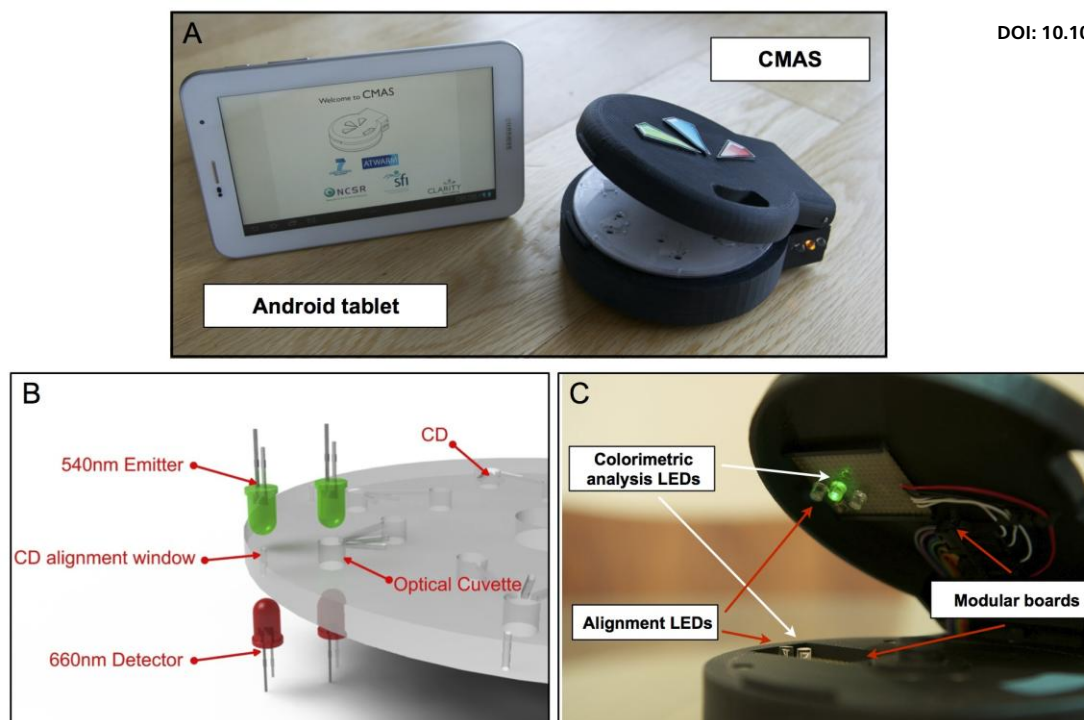 DOI: 10.10
A
CMAS
Welcome to CMAS
ATWARM
NCSR
sfi
CLARITY
SAMSUNG
Android tablet
B
540nm Emitter
CD
CD alignment window
Optical Cuvette
660nm Detector
C
Colorimetric
analysis LEDs
Alignment LEDs
Modular boards